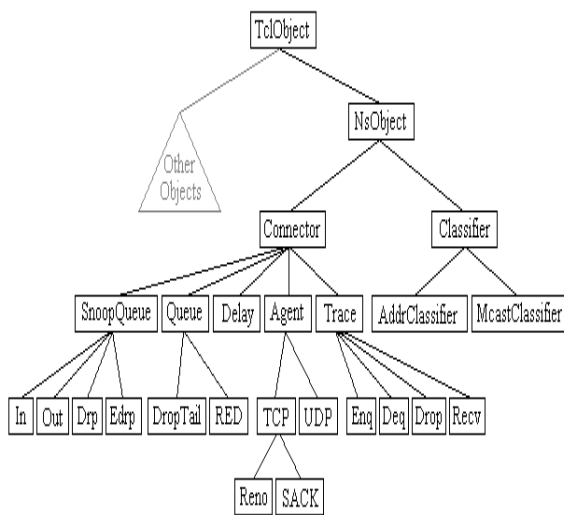 TclObject
NsObject
Other
Objects
Connector
Classifier
SnoopQueue
Queue
Delay
Agent
Trace
AddrClassifier
McastClassifier
In
Out
Drp
Edrp
DropTail
RED
TCP
UDP
Enq
Deq
Drop
Recv
Reno
SACK